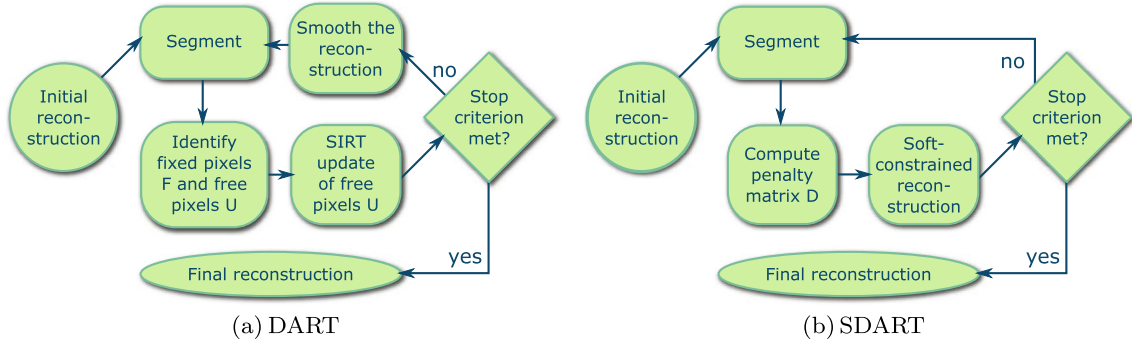 Initial
recon-
struction
Segment
Smooth the
recon-
struction
Identify
fixed pixels
F and free
pixels U
SIRT
update
of free
pixels U
Stop
criterion
met?
no
yes
Final reconstruction
(a) DART
Initial
recon-
struction
Segment
Compute
penalty
matrix D
Soft-
constrained
recon-
struction
Stop
criterion
met?
no
yes
Final reconstruction
(b) SDART